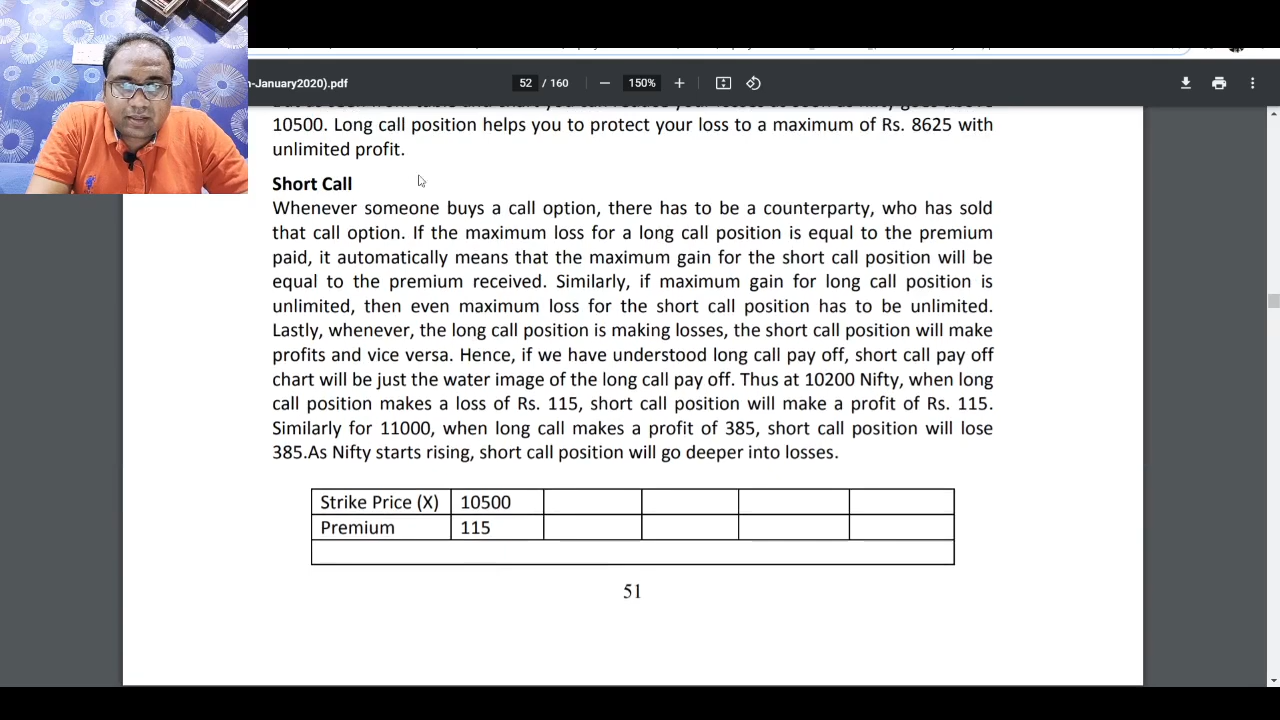 n-January2020).pdf
52 / 160
150%
10500. Long call position helps you to protect your loss to a maximum of Rs. 8625 with
unlimited profit.
Short Call
Whenever someone buys a call option, there has to be a counterparty, who has sold
that call option. If the maximum loss for a long call position is equal to the premium
paid, it automatically means that the maximum gain for the short call position will be
equal to the premium received. Similarly, if maximum gain for long call position is
unlimited, then even maximum loss for the short call position has to be unlimited.
Lastly, whenever, the long call position is making losses, the short call position will make
profits and vice versa. Hence, if we have understood long call pay off, short call pay off
chart will be just the water image of the long call pay off. Thus at 10200 Nifty, when long
call position makes a loss of Rs. 115, short call position will make a profit of Rs. 115.
Similarly for 11000, when long call makes a profit of 385, short call position will lose
385.As Nifty starts rising, short call position will go deeper into losses.
Strike Price (X) 10500
Premium 115
51